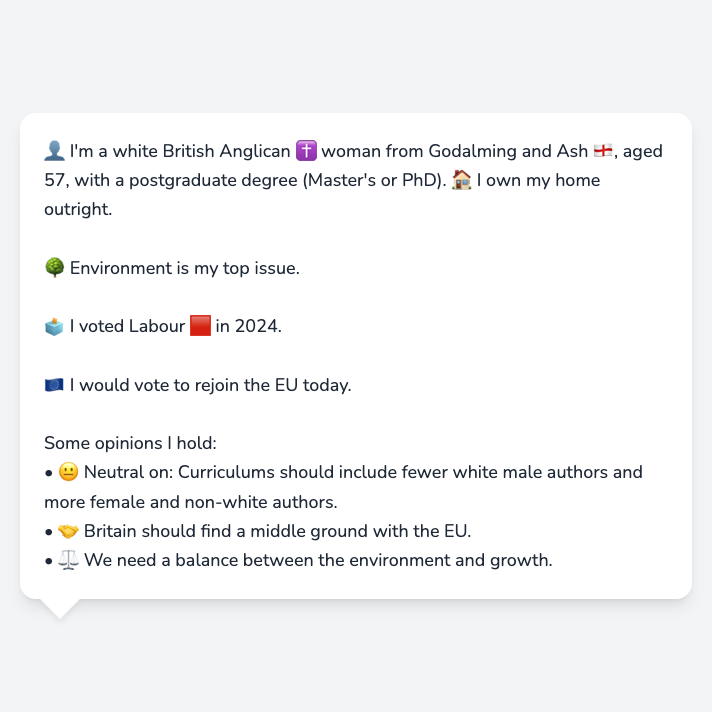 👤 I'm a white British Anglican ✝️ woman from Godalming and Ash 🏴󠁧󠁢󠁥󠁮󠁧󠁿, aged
57, with a postgraduate degree (Master's or PhD). 🏠 I own my home
outright.
🌳 Environment is my top issue.
🗳️ I voted Labour 🟥 in 2024.
🇪🇺 I would vote to rejoin the EU today.
Some opinions I hold:
• 😐 Neutral on: Curriculums should include fewer white male authors and
more female and non-white authors.
• 🤝 Britain should find a middle ground with the EU.
• ⚖️ We need a balance between the environment and growth.